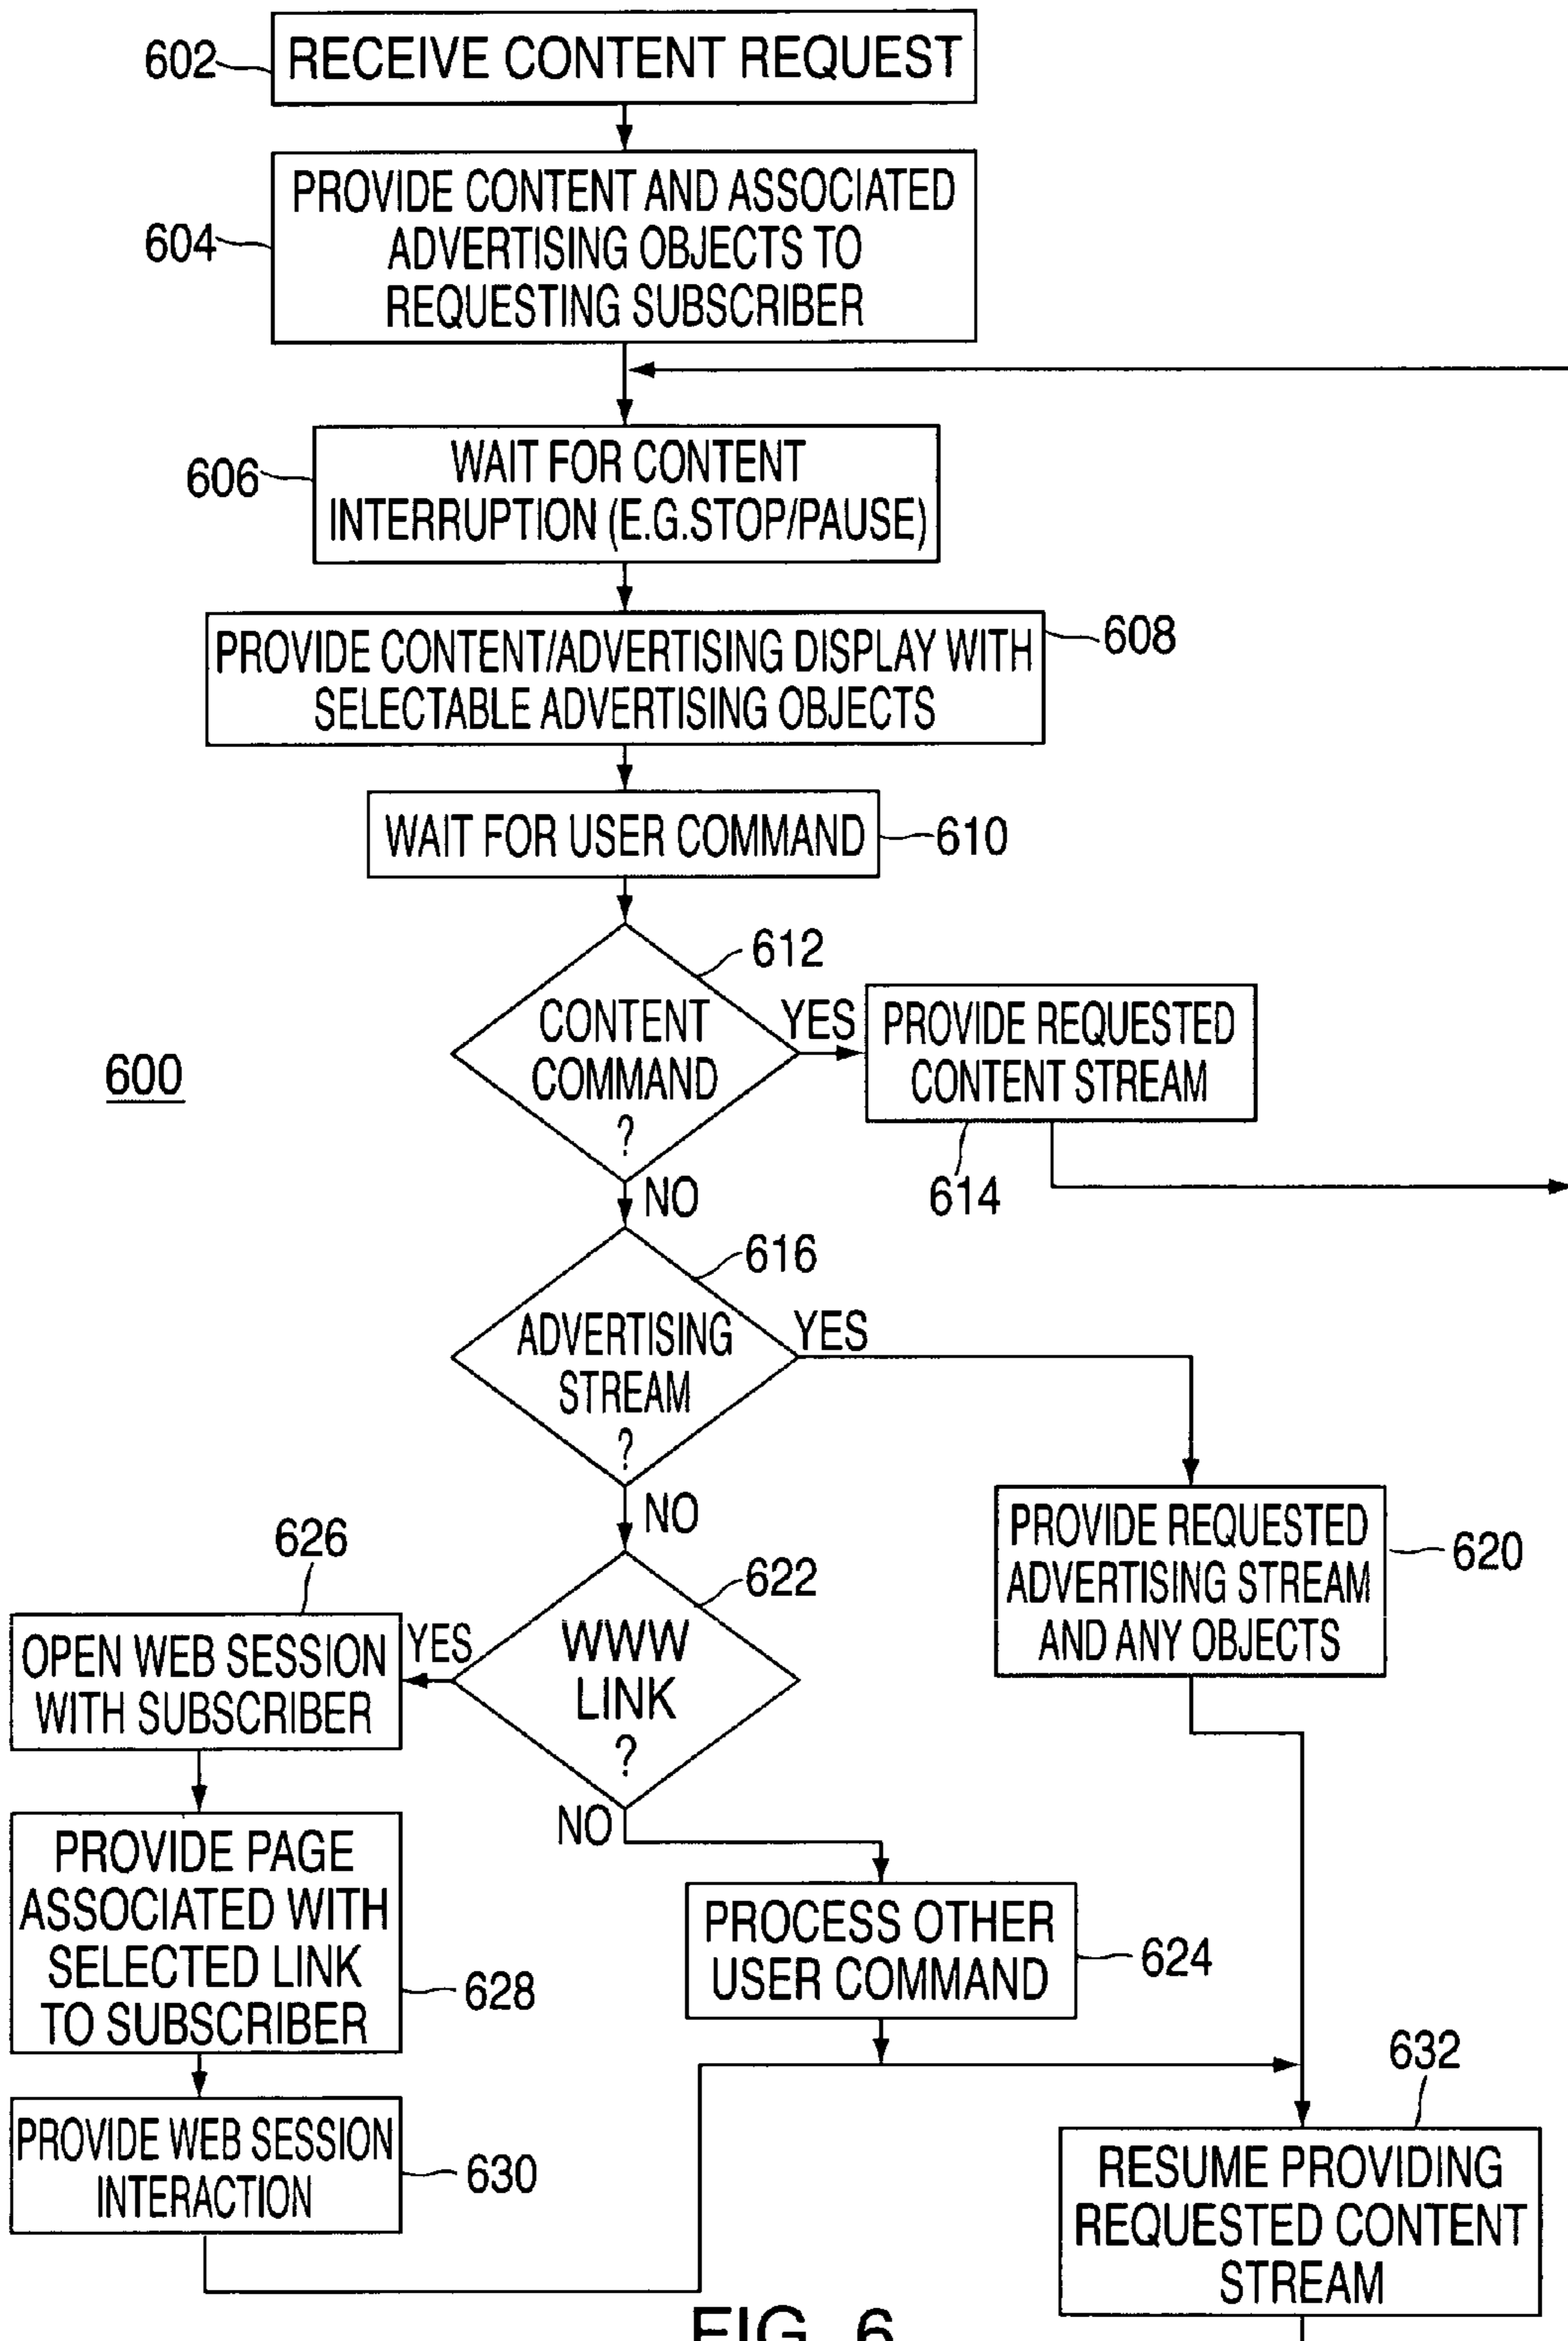 602
RECEIVE CONTENT REQUEST
604
PROVIDE CONTENT AND ASSOCIATED
ADVERTISING OBJECTS TO
REQUESTING SUBSCRIBER
606
WAIT FOR CONTENT
INTERRUPTION (E.G.STOP/PAUSE)
608
PROVIDE CONTENT/ADVERTISING DISPLAY WITH
SELECTABLE ADVERTISING OBJECTS
WAIT FOR USER COMMAND
610
612
CONTENT
COMMAND
?
YES
PROVIDE REQUESTED
CONTENT STREAM
614
600
NO
616
ADVERTISING
STREAM
?
YES
NO
PROVIDE REQUESTED
ADVERTISING STREAM
AND ANY OBJECTS
620
622
WWW
LINK
?
YES
626
OPEN WEB SESSION
WITH SUBSCRIBER
NO
PROVIDE PAGE
ASSOCIATED WITH
SELECTED LINK
TO SUBSCRIBER
628
PROCESS OTHER
USER COMMAND
624
PROVIDE WEB SESSION
INTERACTION
630
632
RESUME PROVIDING
REQUESTED CONTENT
STREAM
FIG. 6